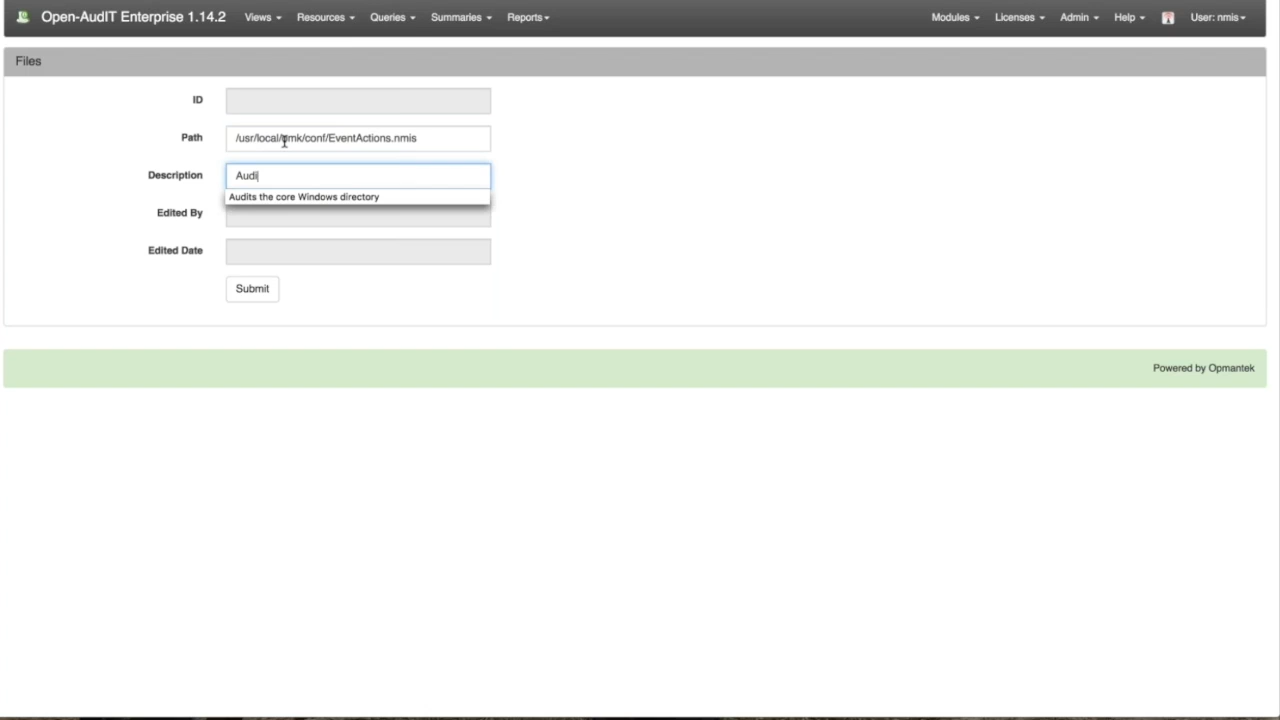 Open-AudIT Enterprise 1.14.2 Views Resources Queries Summaries Reports Modules Licenses Admin Help User: nmis
Files
ID
Path /usr/local/omk/conf/EventActions.nmis
Description Audi
Audits the core Windows directory
Edited By
Edited Date
Submit
Powered by Opmantek